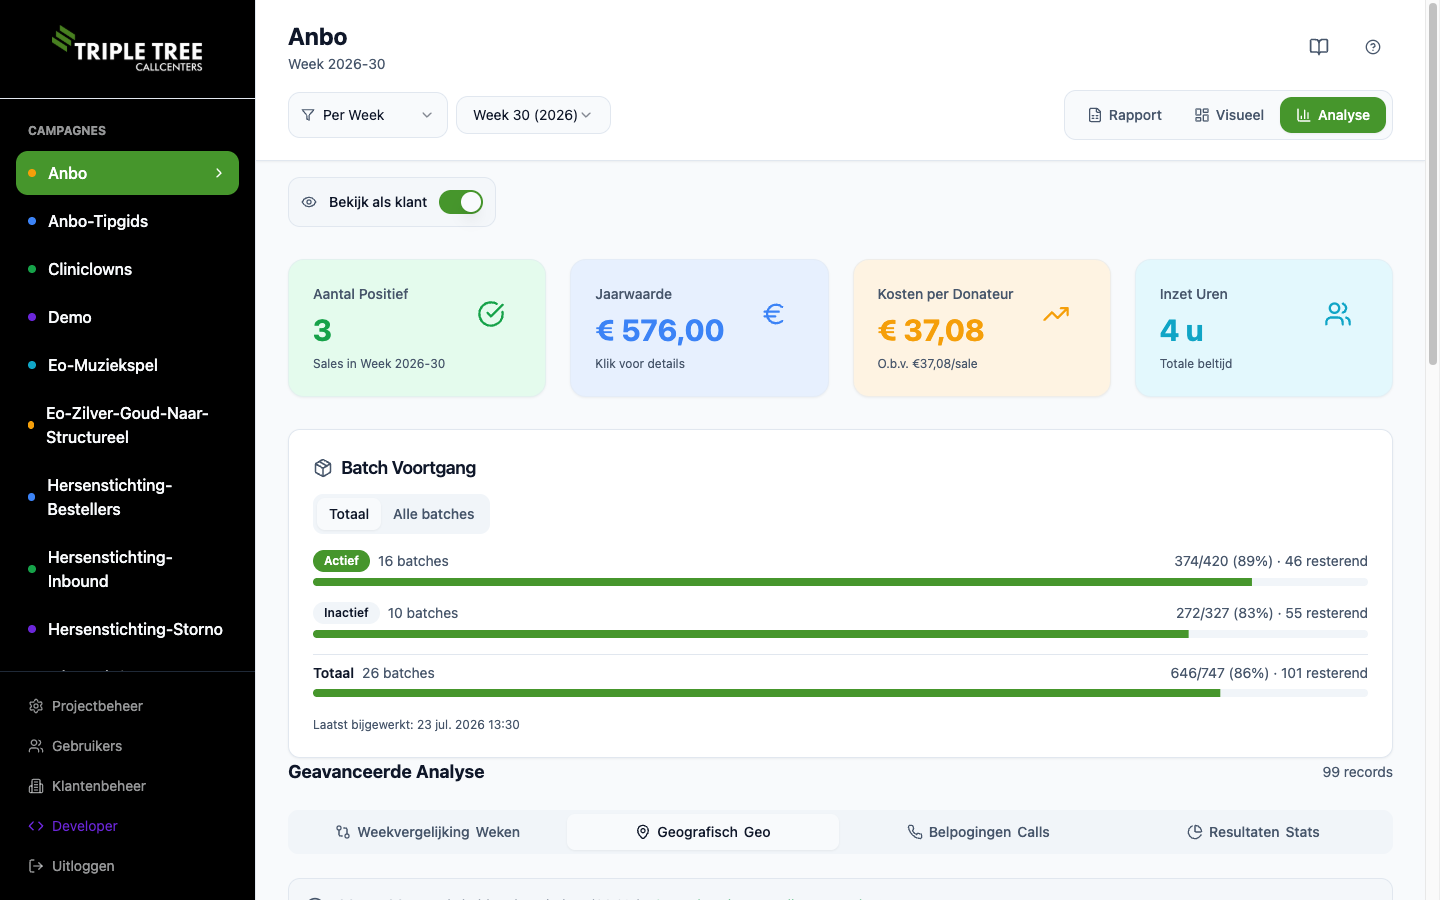 TRIPLE TREE
CALLCENTERS
CAMPAGNES
Anbo
Anbo-Tipgids
Cliniclowns
Demo
Eo-Muziekspel
Eo-Zilver-Goud-Naar-
Structureel
Hersenstichting-
Bestellers
Hersenstichting-
Inbound
Hersenstichting-Storno
Projectbeheer
Gebruikers
Klantenbeheer
Developer
Uitloggen
Anbo
Week 2026-30
Per Week
Week 30 (2026)
Rapport
Visueel
Analyse
Bekijk als klant
Aantal Positief
3
Sales in Week 2026-30
Jaarwaarde
€ 576,00
Klik voor details
Kosten per Donateur
€ 37,08
O.b.v. €37,08/sale
Inzet Uren
4 u
Totale beltijd
Batch Voortgang
Totaal Alle batches
Actief 16 batches 374/420 (89%) · 46 resterend
Inactief 10 batches 272/327 (83%) · 55 resterend
Totaal 26 batches 646/747 (86%) · 101 resterend
Laatst bijgewerkt: 23 jul. 2026 13:30
Geavanceerde Analyse 99 records
Weekvergelijking Weken
Geografisch Geo
Belpogingen Calls
Resultaten Stats